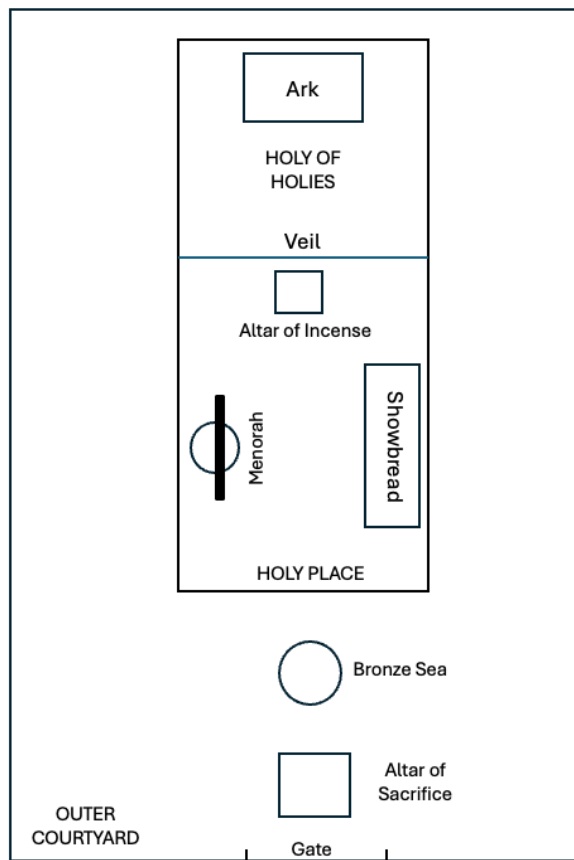 Ark
HOLY OF
HOLIES
Veil
Altar of Incense
Menorah
Showbread
HOLY PLACE
Bronze Sea
Altar of
Sacrifice
OUTER
COURTYARD
Gate